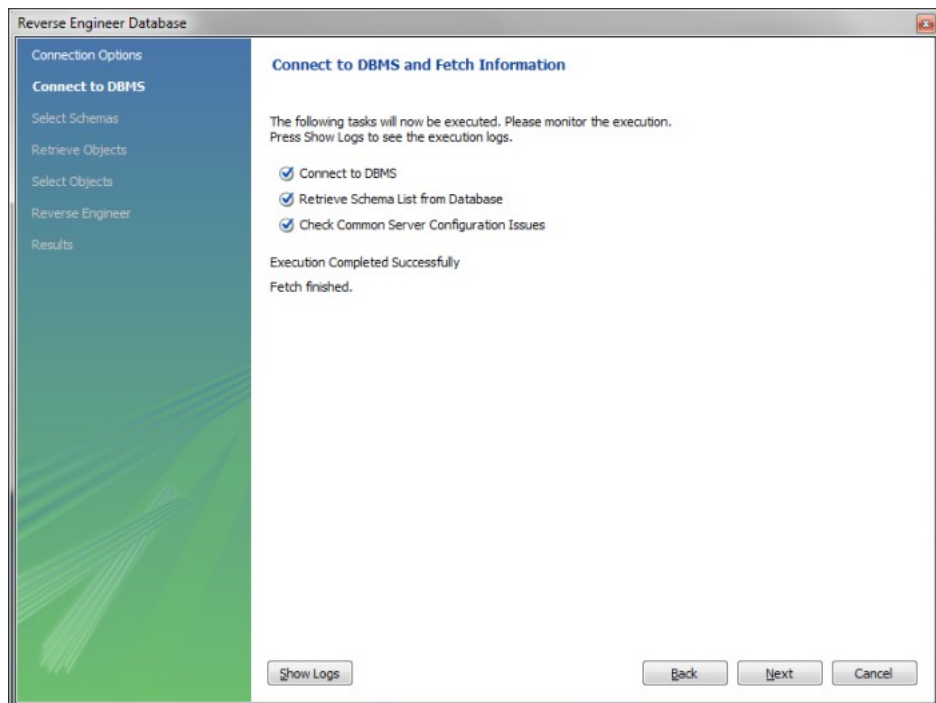 Reverse Engineer Database
Connection Options
Connect to DBMS
Select Schemas
Retrieve Objects
Select Objects
Reverse Engineer
Results
Connect to DBMS and Fetch Information
The following tasks will now be executed. Please monitor the execution.
Press Show Logs to see the execution logs.
Connect to DBMS
Retrieve Schema List from Database
Check Common Server Configuration Issues
Execution Completed Successfully
Fetch finished.
Show Logs
Back
Next
Cancel